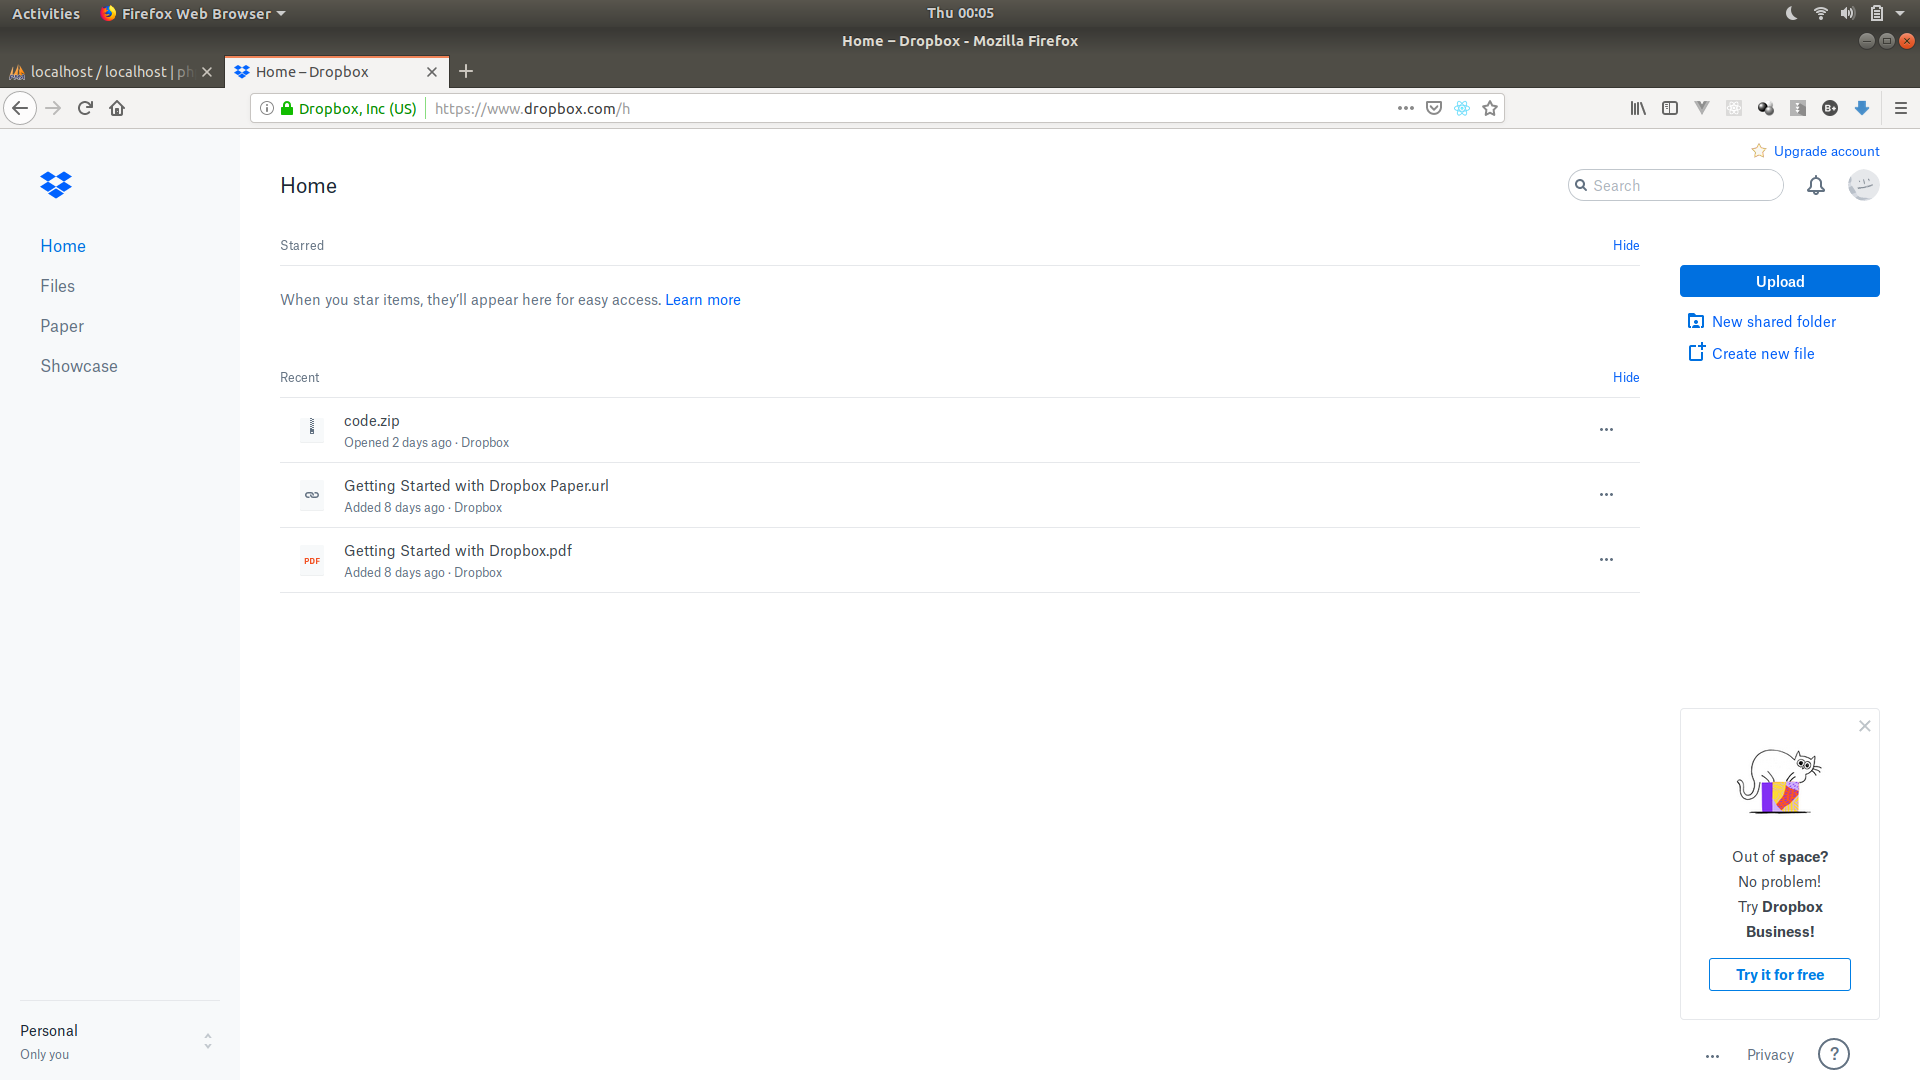 Activities
Firefox Web Browser
Thu 00:05
Home – Dropbox - Mozilla Firefox
localhost / localhost | ph
Home – Dropbox
Dropbox, Inc (US)
https://www.dropbox.com/h
Upgrade account
Home
Search
Home
Files
Paper
Showcase
Starred
Hide
When you star items, they’ll appear here for easy access. Learn more
Upload
New shared folder
Create new file
Recent
Hide
code.zip
Opened 2 days ago · Dropbox
Getting Started with Dropbox Paper.url
Added 8 days ago · Dropbox
PDF
Getting Started with Dropbox.pdf
Added 8 days ago · Dropbox
Out of space?
No problem!
Try Dropbox
Business!
Try it for free
Personal
Only you
Privacy
?